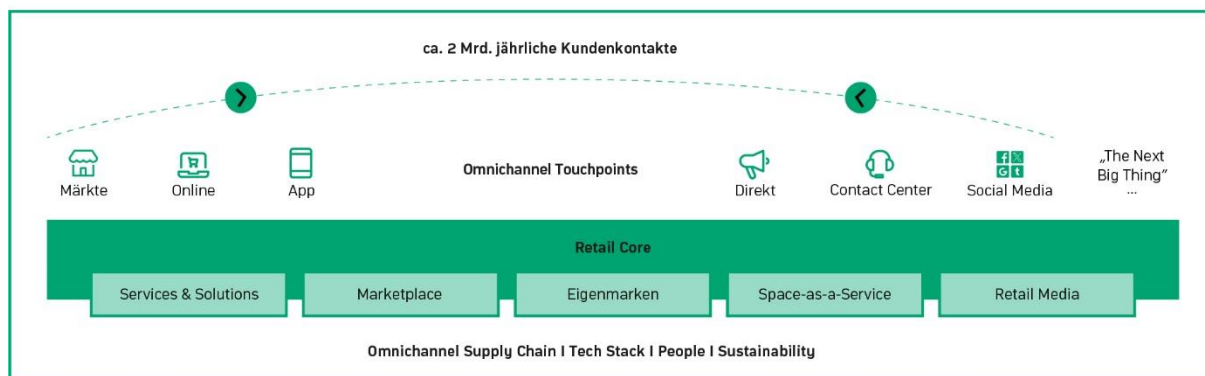 ca. 2 Mrd. jährliche Kundenkontakte
Märkte
Online
App
Omnichannel Touchpoints
Direkt
Contact Center
Social Media
„The Next
Big Thing”
...
Retail Core
Services & Solutions
Marketplace
Eigenmarken
Space-as-a-Service
Retail Media
Omnichannel Supply Chain I Tech Stack I People I Sustainability